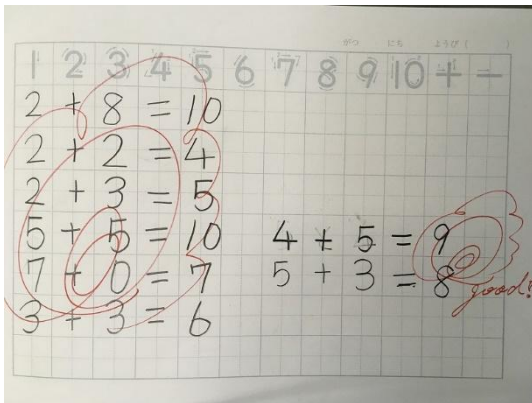 がつ にち ようび( )
1 2 3 4 5 6 7 8 9 10 + −
2 + 8 = 10
2 + 2 = 4
2 + 3 = 5
5 + 5 = 10
7 + 0 = 7
3 + 3 = 6
4 + 5 = 9
5 + 3 = 8
good!